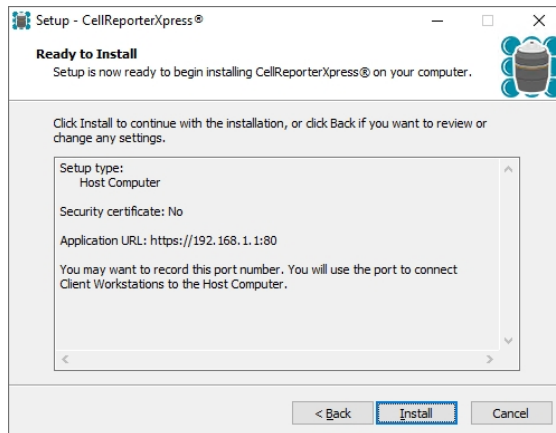 Setup - CellReporterXpress®
Ready to Install
Setup is now ready to begin installing CellReporterXpress® on your computer.
Click Install to continue with the installation, or click Back if you want to review or
change any settings.
Setup type:
Host Computer
Security certificate: No
Application URL: https://192.168.1.1:80
You may want to record this port number. You will use the port to connect
Client Workstations to the Host Computer.
< Back
Install
Cancel